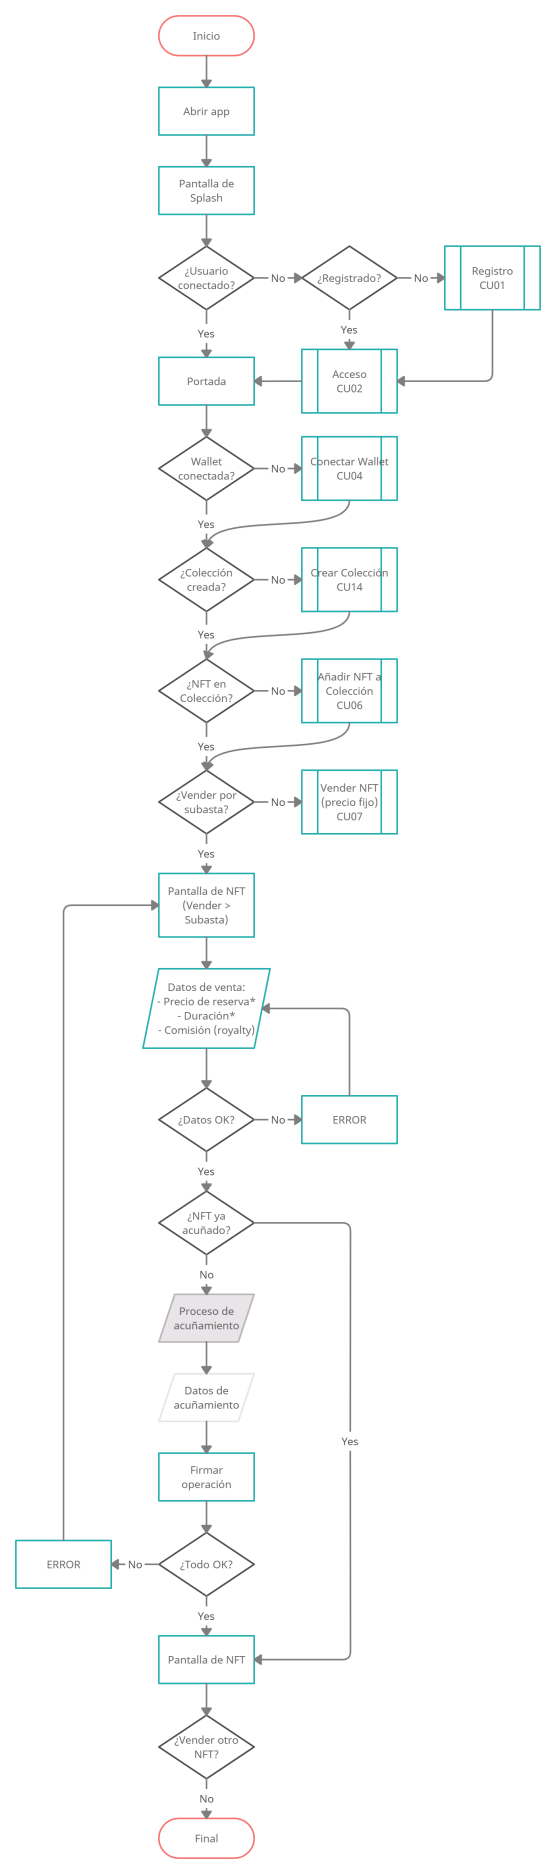 Inicio
Abrir app
Pantalla de
Splash
¿Usuario
conectado?
No
¿Registrado?
No
Registro
CU01
Yes
Yes
Portada
Acceso
CU02
Wallet
conectada?
No
Conectar Wallet
CU04
Yes
¿Colección
creada?
No
Crear Colección
CU14
Yes
¿NFT en
Colección?
No
Añadir NFT a
Colección
CU06
Yes
¿Vender por
subasta?
No
Vender NFT
(precio fijo)
CU07
Yes
Pantalla de NFT
(Vender >
Subasta)
Datos de venta:
- Precio de reserva*
- Duración*
- Comisión (royalty)
¿Datos OK?
No
ERROR
Yes
¿NFT ya
acuñado?
No
Proceso de
acuñamiento
Datos de
acuñamiento
Yes
Firmar
operación
ERROR
No
¿Todo OK?
Yes
Pantalla de NFT
¿Vender otro
NFT?
No
Final